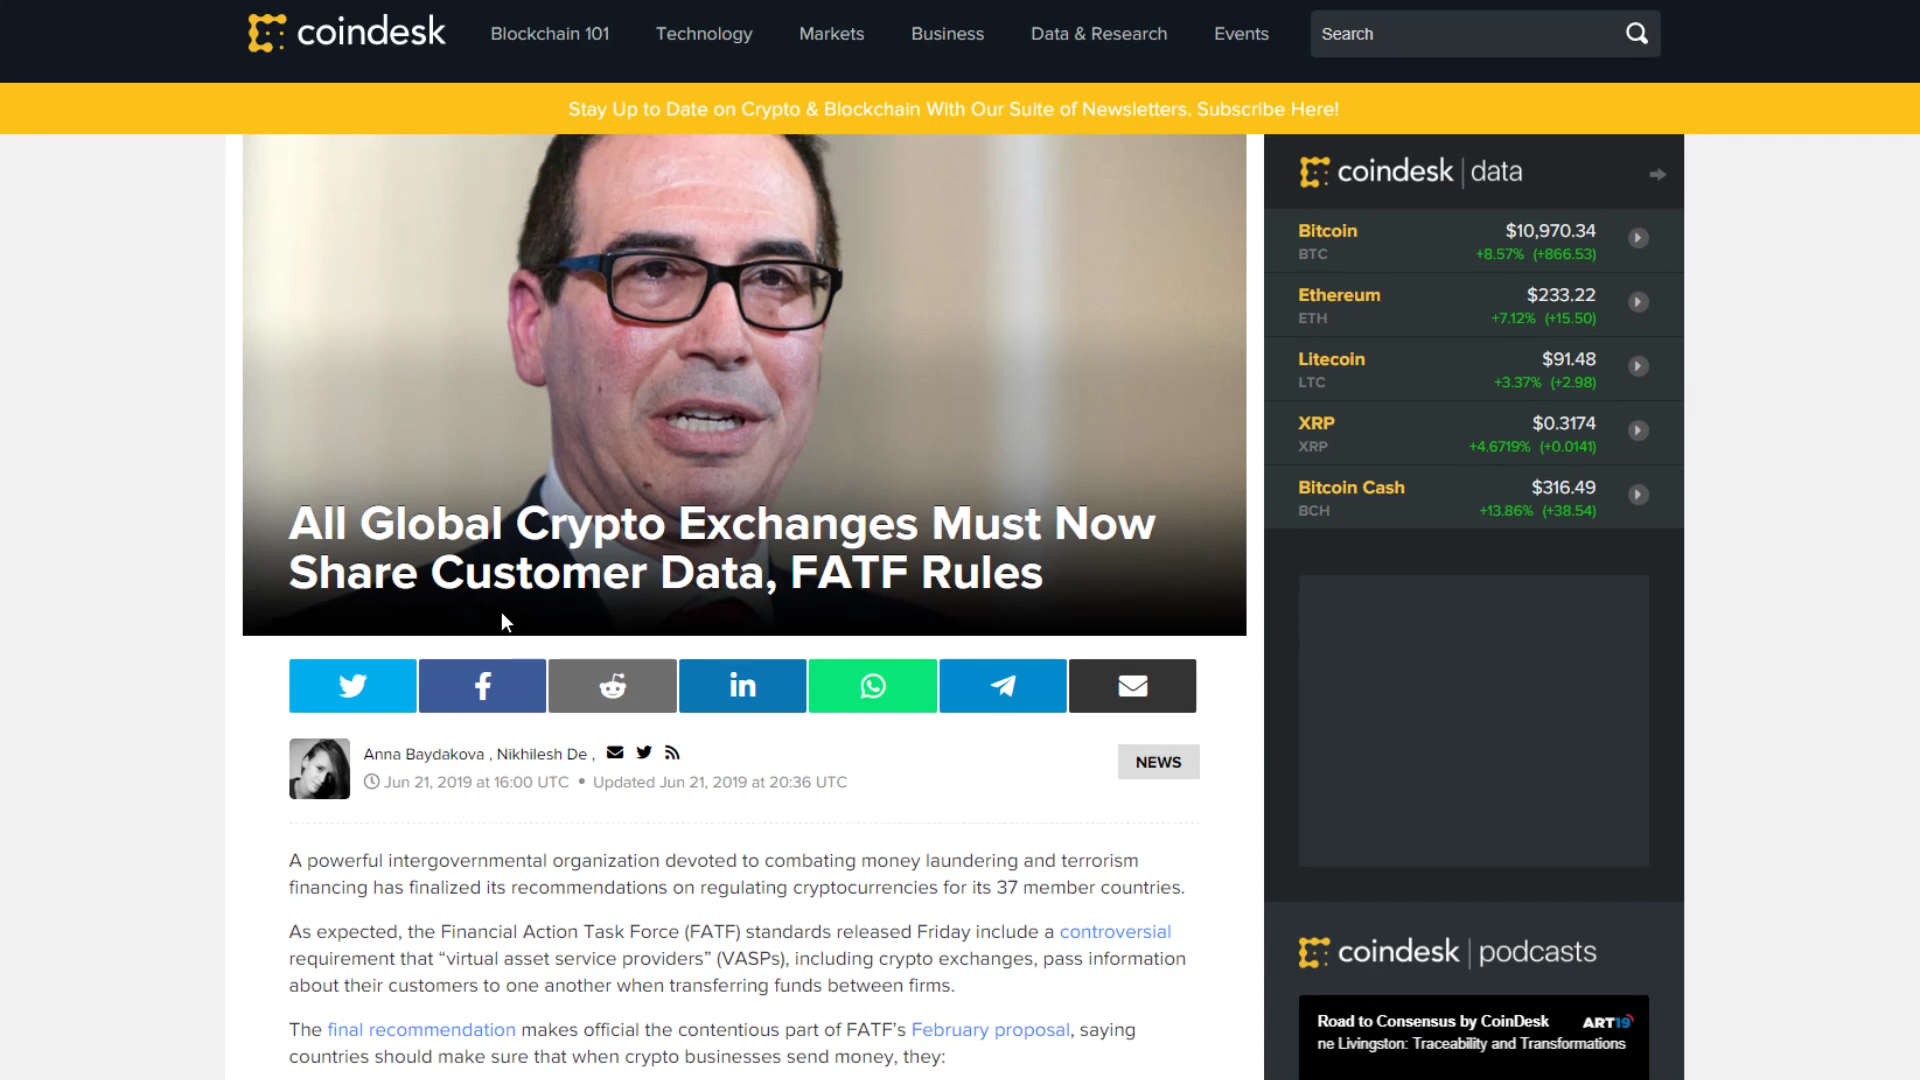 coindesk
Blockchain 101
Technology
Markets
Business
Data & Research
Events
Search
Stay Up to Date on Crypto & Blockchain With Our Suite of Newsletters. Subscribe Here!
All Global Crypto Exchanges Must Now
Share Customer Data, FATF Rules
Anna Baydakova , Nikhilesh De ,
Jun 21, 2019 at 16:00 UTC • Updated Jun 21, 2019 at 20:36 UTC
NEWS
A powerful intergovernmental organization devoted to combating money laundering and terrorism
financing has finalized its recommendations on regulating cryptocurrencies for its 37 member countries.
As expected, the Financial Action Task Force (FATF) standards released Friday include a controversial
requirement that “virtual asset service providers” (VASPs), including crypto exchanges, pass information
about their customers to one another when transferring funds between firms.
The final recommendation makes official the contentious part of FATF’s February proposal, saying
countries should make sure that when crypto businesses send money, they:
coindesk | data
Bitcoin $10,970.34
BTC +8.57% (+866.53)
Ethereum $233.22
ETH +7.12% (+15.50)
Litecoin $91.48
LTC +3.37% (+2.98)
XRP $0.3174
XRP +4.6719% (+0.0141)
Bitcoin Cash $316.49
BCH +13.86% (+38.54)
coindesk | podcasts
Road to Consensus by CoinDesk ART19
ne Livingston: Traceability and Transformations